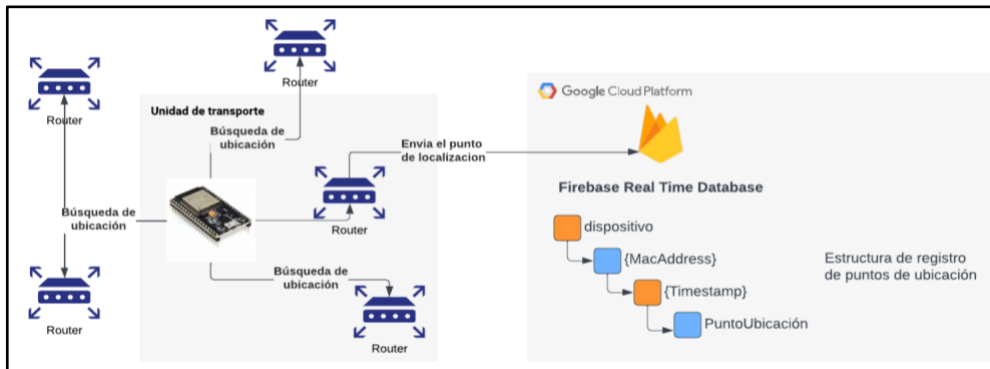 Router
Router
Unidad de transporte
Búsqueda de
ubicación
Envia el punto
de localizacion
Búsqueda de
ubicación
Router
Búsqueda de
ubicación
Router
Router
Google Cloud Platform
Firebase Real Time Database
dispositivo
{MacAddress}
{Timestamp}
PuntoUbicación
Estructura de registro
de puntos de ubicación